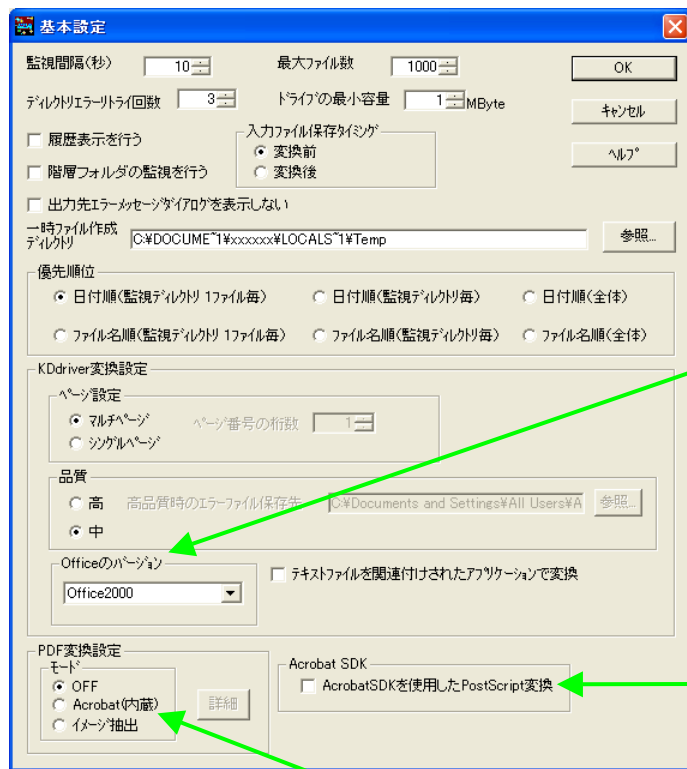 基本設定
監視間隔(秒) 10 最大ファイル数 1000 OK
ディレクトリエラーリトライ回数 3 ドライブの最小容量 1 MByte キャンセル
履歴表示を行う 入力ファイル保存タイミング
変換前 ヘルプ
階層フォルダの監視を行う 変換後
出力先エラーメッセージダイアログを表示しない
一時ファイル作成
ディレクトリ C:¥DOCUME~1¥xxxxxx¥LOCALS~1¥Temp 参照...
優先順位
日付順(監視ディレクトリ 1ファイル毎) 日付順(監視ディレクトリ毎) 日付順(全体)
ファイル名順(監視ディレクトリ 1ファイル毎) ファイル名順(監視ディレクトリ毎) ファイル名順(全体)
KDdriver変換設定
ページ設定
マルチページ ページ番号の桁数 1
シングルページ
品質
高 高品質時のエラーファイル保存先 C:¥Documents and Settings¥All Users¥A 参照...
中
Officeのバージョン
Office2000 テキストファイルを関連付けされたアプリケーションで変換
PDF変換設定
モード Acrobat SDK
OFF AcrobatSDKを使用したPostScript変換
Acrobat(内蔵) 詳細
イメージ抽出